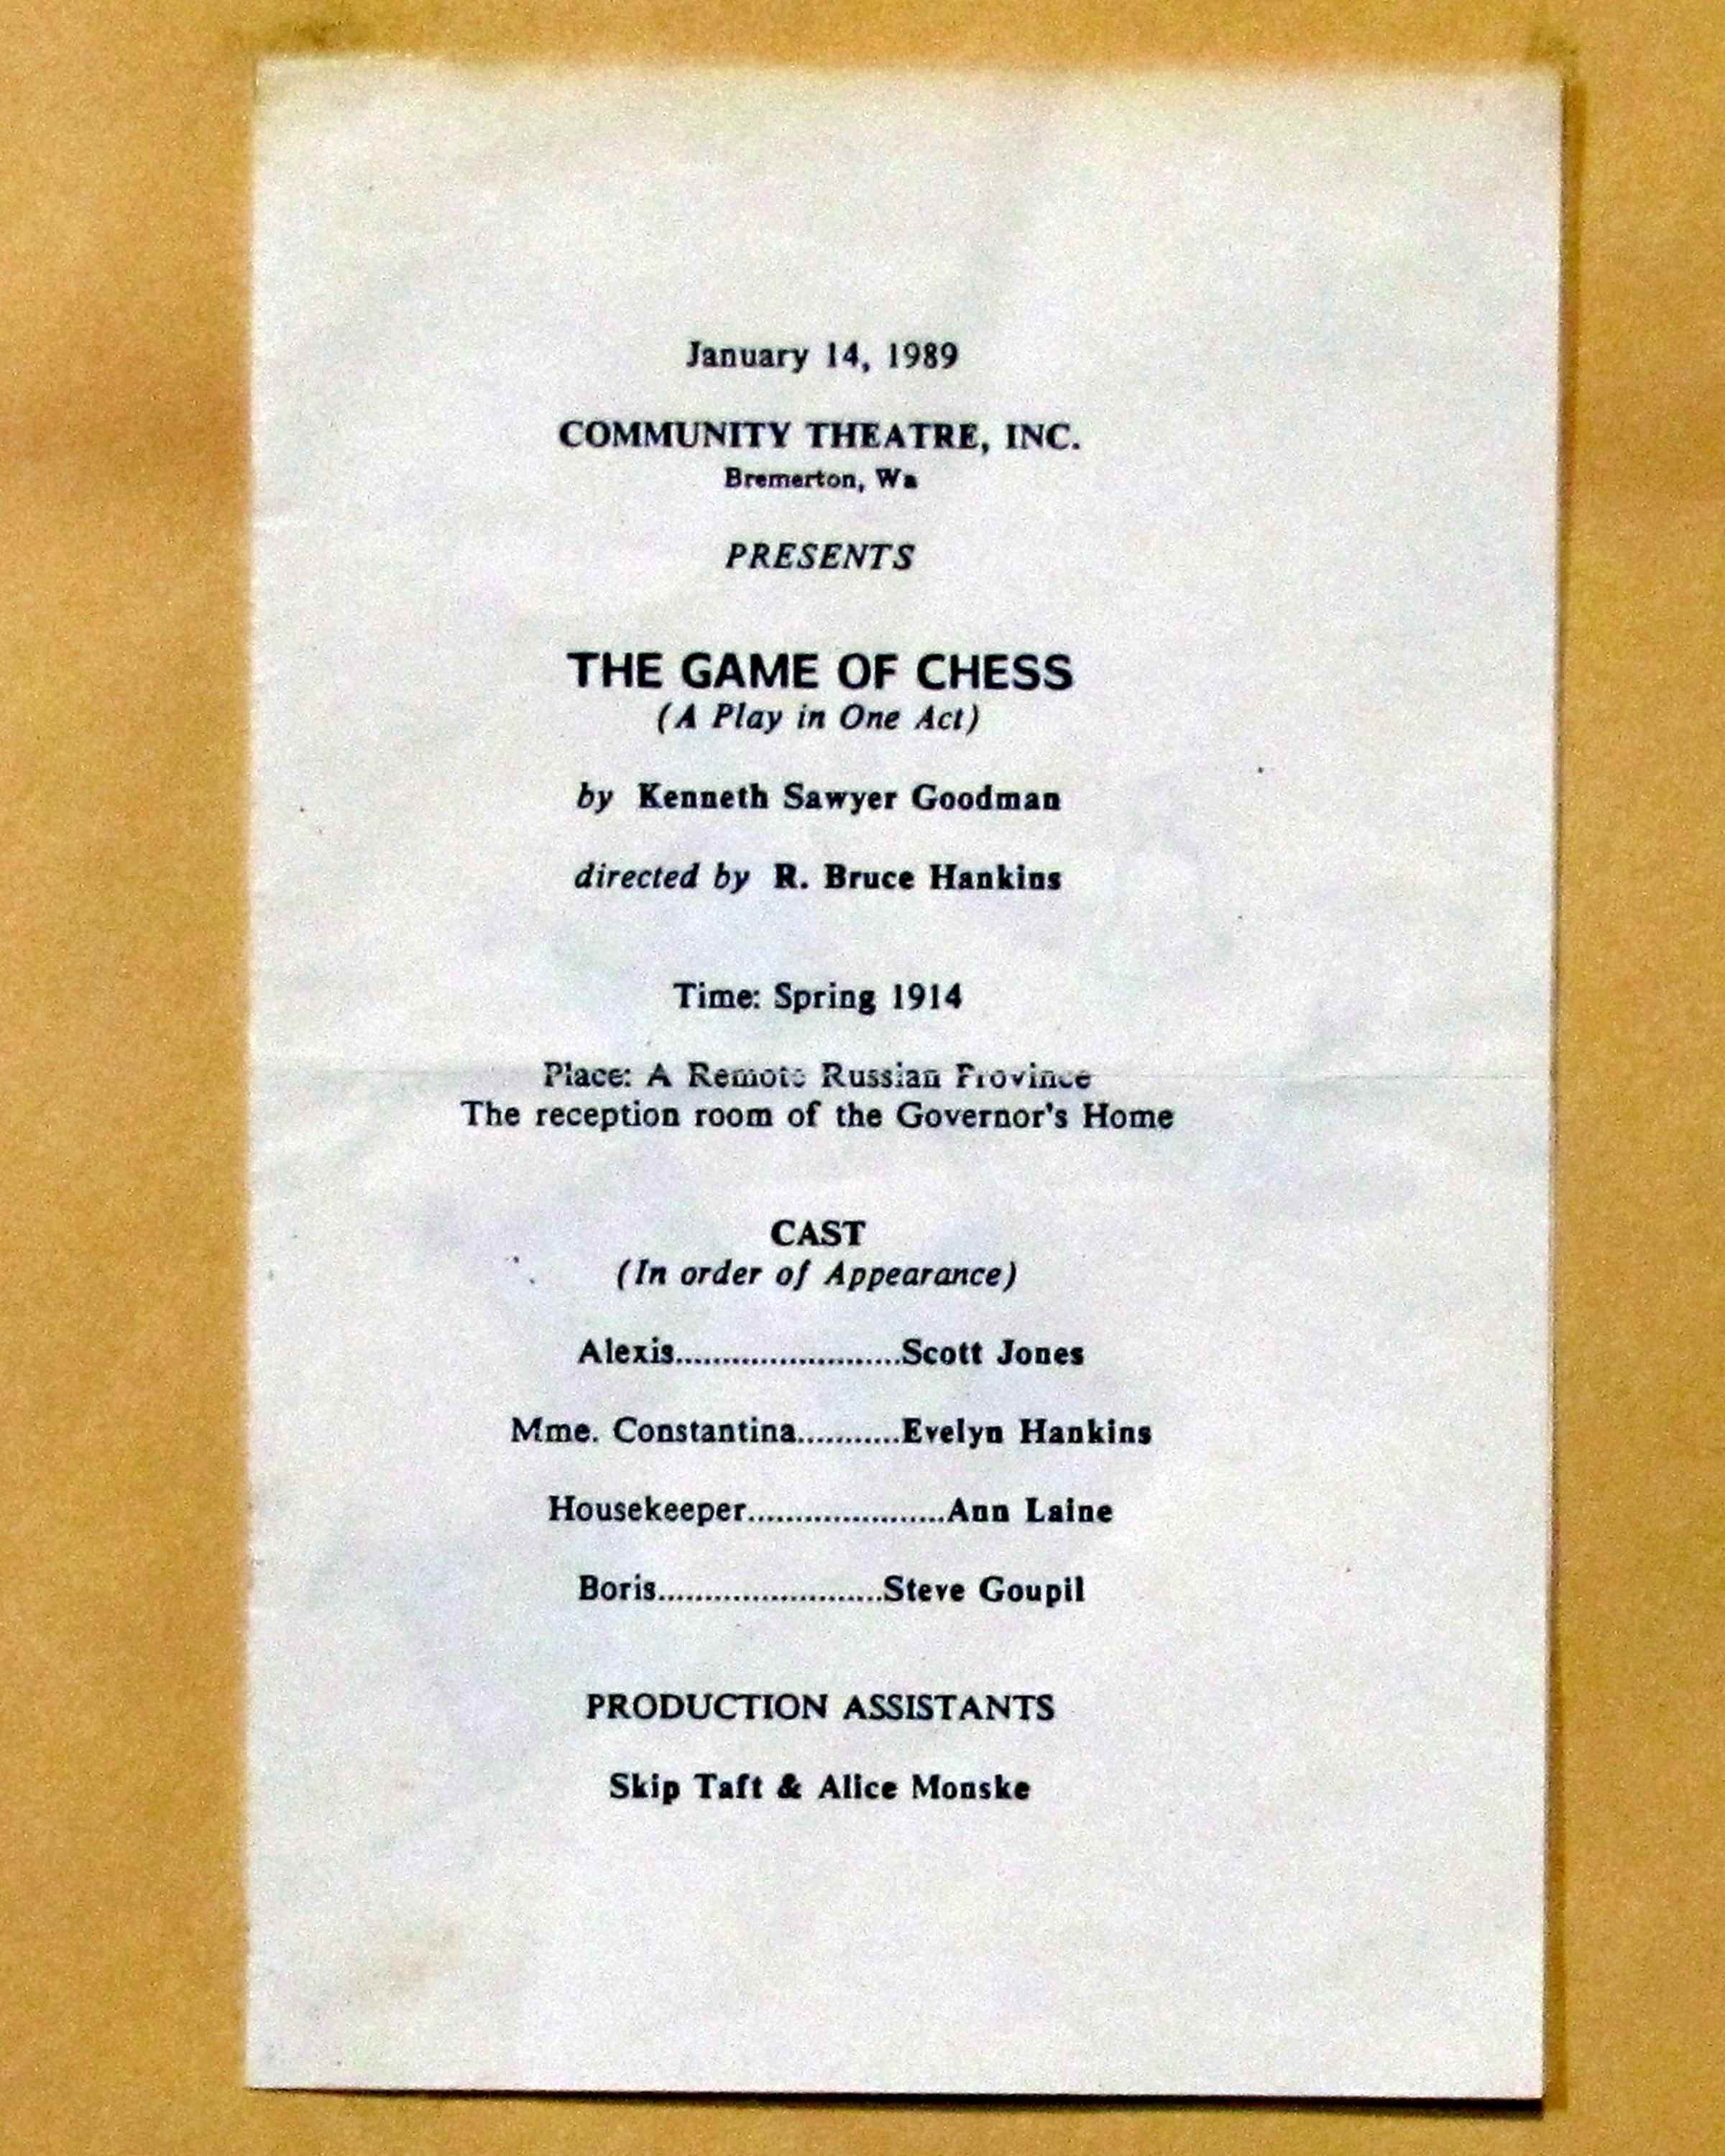 January 14, 1989
COMMUNITY THEATRE, INC.
Bremerton, Wa
PRESENTS
THE GAME OF CHESS
(A Play in One Act)
by Kenneth Sawyer Goodman
directed by R. Bruce Hankins
Time: Spring 1914
Place: A Remote Russian Province
The reception room of the Governor's Home
CAST
(In order of Appearance)
Alexis........................Scott Jones
Mme. Constantina...........Evelyn Hankins
Housekeeper.....................Ann Laine
Boris........................Steve Goupil
PRODUCTION ASSISTANTS
Skip Taft & Alice Monske